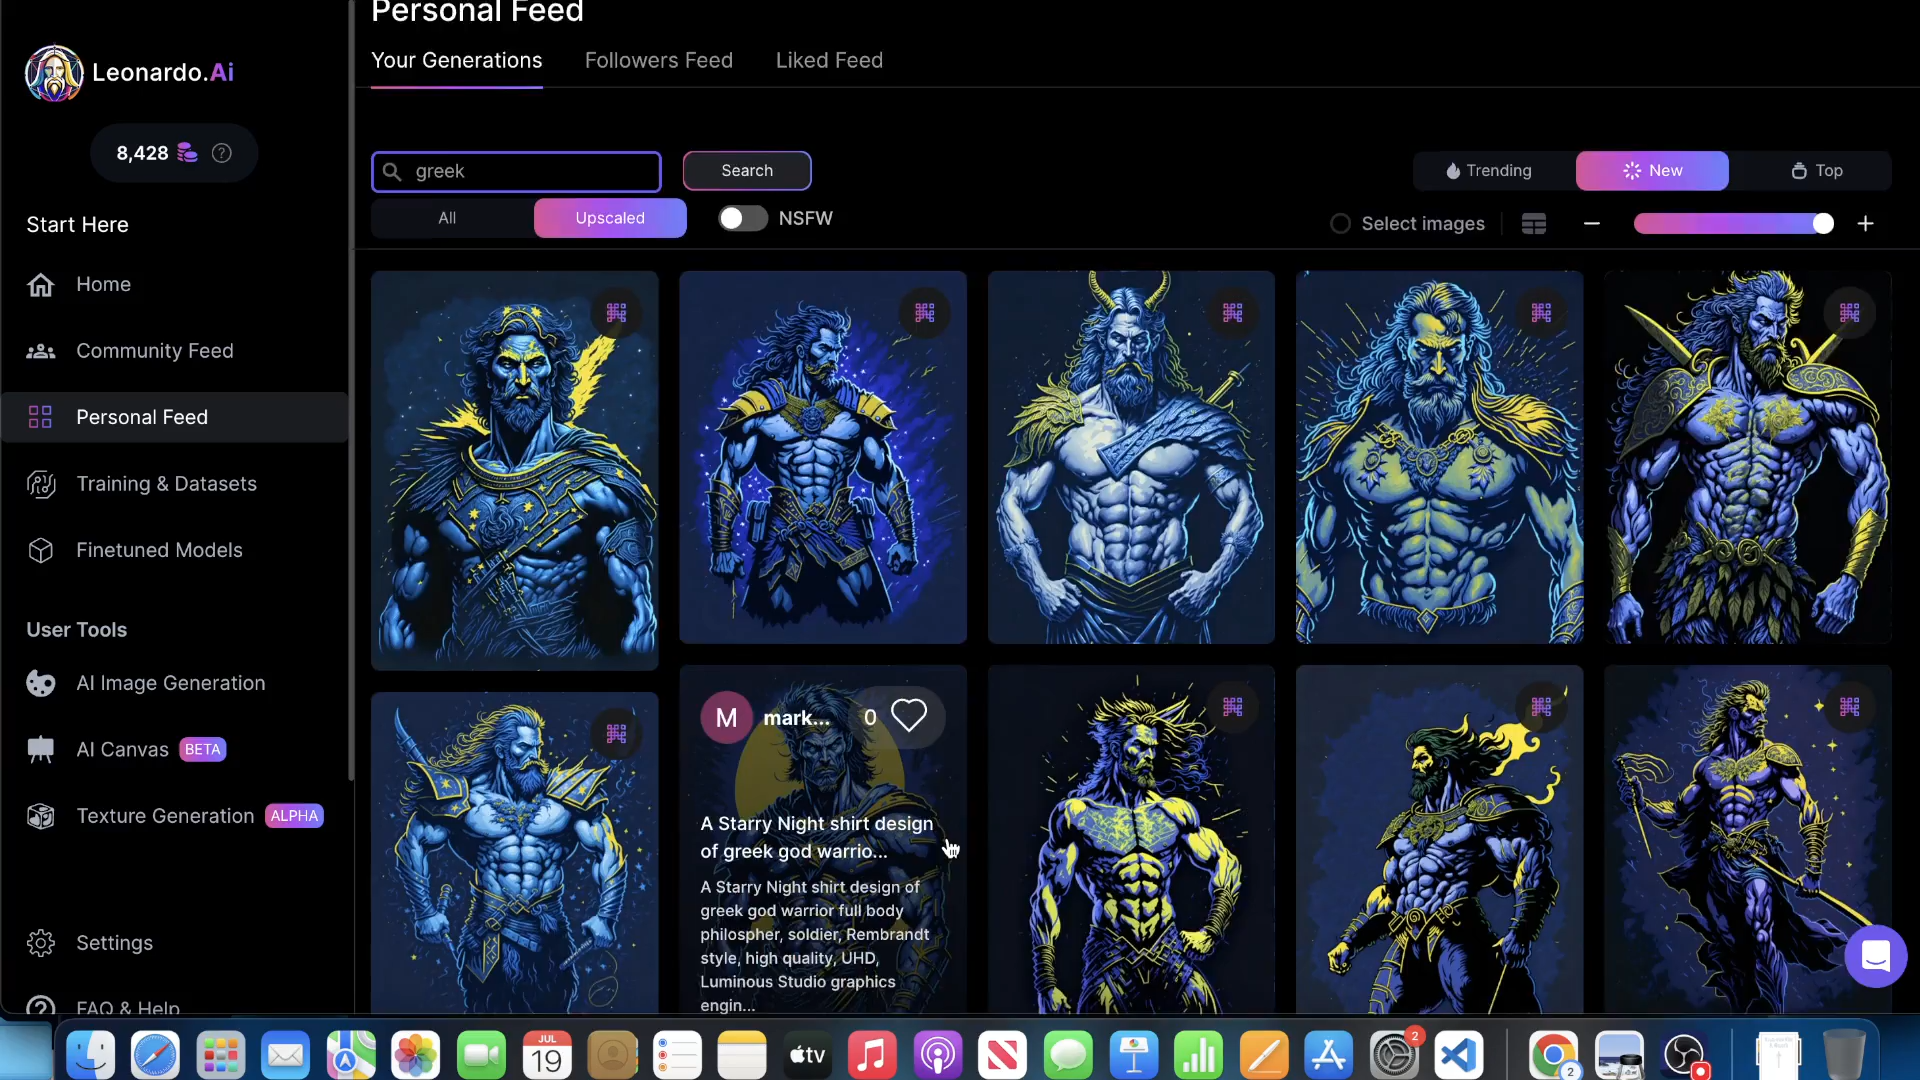 Personal Feed
Leonardo.Ai
Your Generations
Followers Feed
Liked Feed
8,428
?
greek
Search
Trending
New
Top
All
Upscaled
NSFW
Select images
Start Here
Home
Community Feed
Personal Feed
Training & Datasets
Finetuned Models
User Tools
AI Image Generation
AI Canvas BETA
Texture Generation ALPHA
Settings
FAQ & Help
M
mark...
0
A Starry Night shirt design
of greek god warrio...
A Starry Night shirt design of
greek god warrior full body
philospher, soldier, Rembrandt
style, high quality, UHD,
Luminous Studio graphics
engin...
JUL
19
tv
2
2